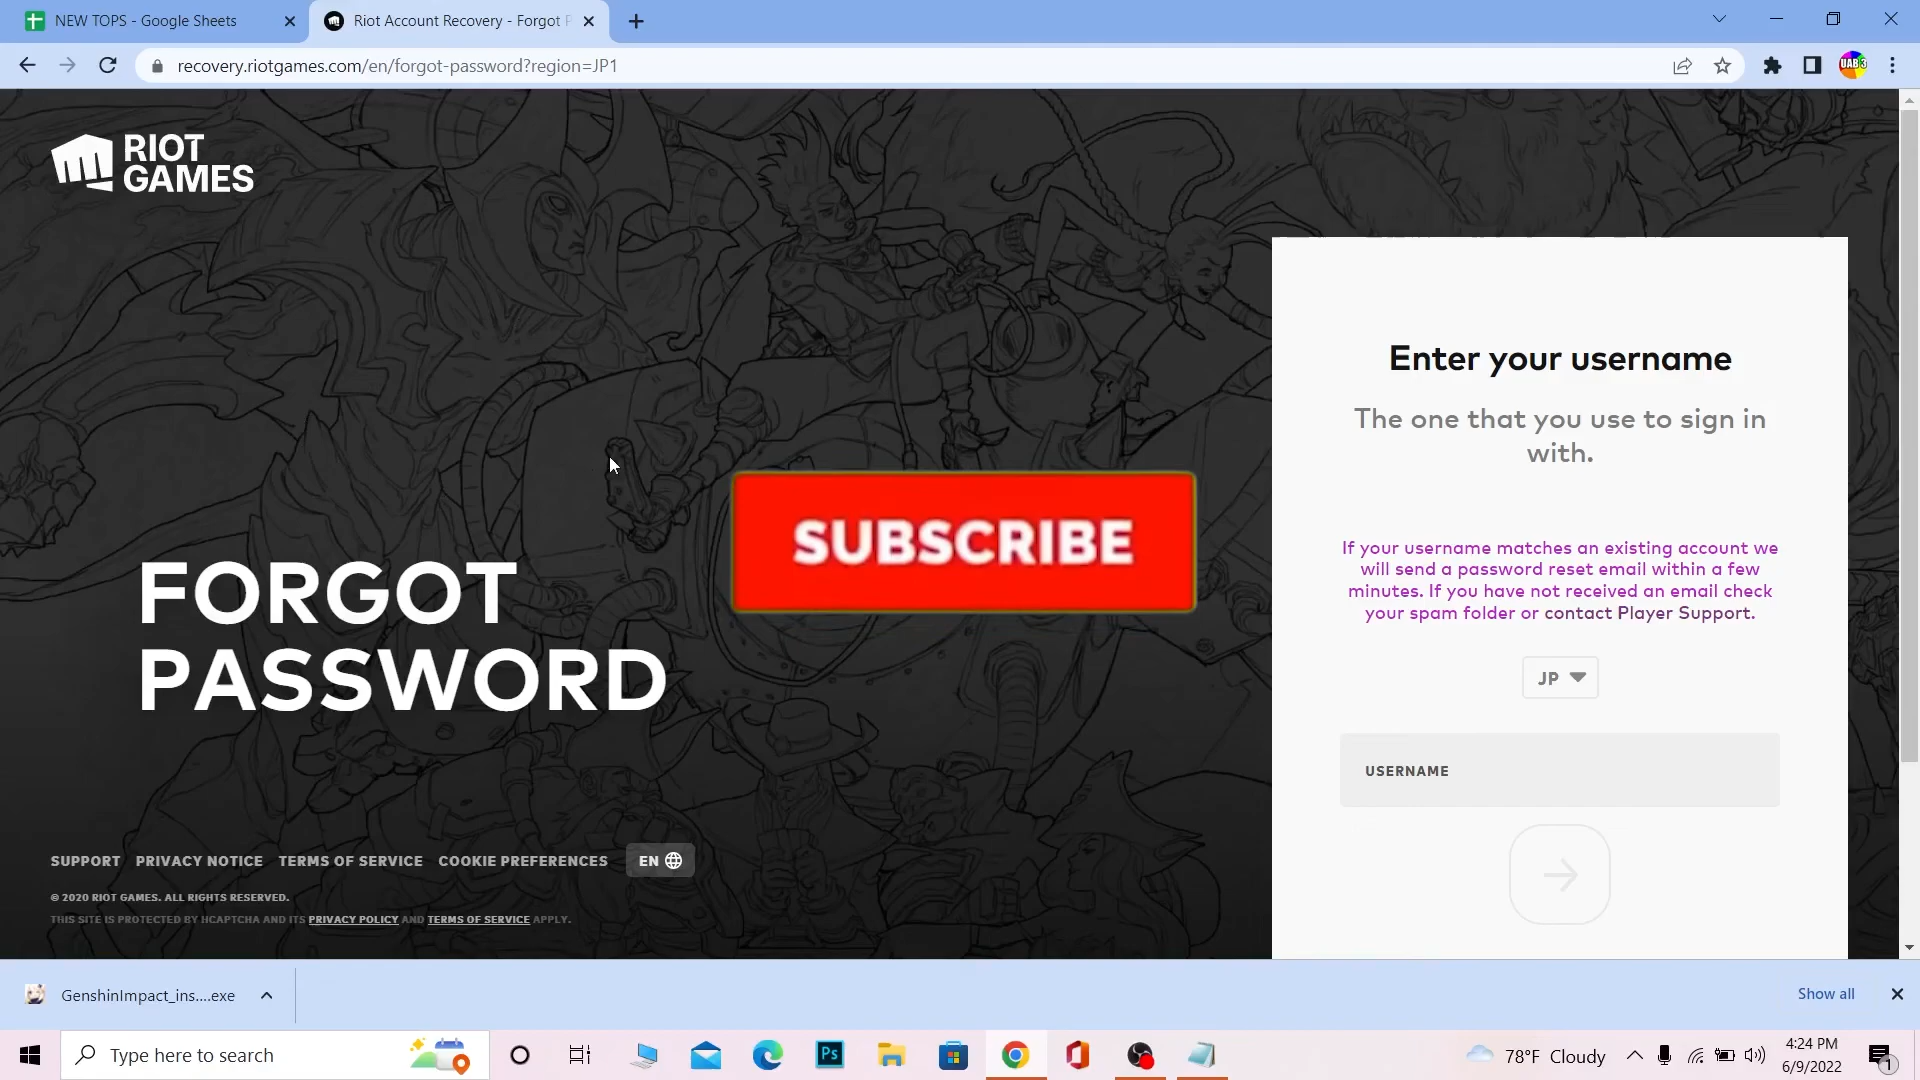 NEW TOPS - Google Sheets
Riot Account Recovery - Forgot P
recovery.riotgames.com/en/forgot-password?region=JP1
UAB 3
RIOT
GAMES
Enter your username
The one that you use to sign in
with.
If your username matches an existing account we
will send a password reset email within a few
minutes. If you have not received an email check
your spam folder or contact Player Support.
JP
USERNAME
SUBSCRIBE
FORGOT
PASSWORD
SUPPORT PRIVACY NOTICE TERMS OF SERVICE COOKIE PREFERENCES EN
© 2020 RIOT GAMES. ALL RIGHTS RESERVED.
THIS SITE IS PROTECTED BY HCAPTCHA AND ITS PRIVACY POLICY AND TERMS OF SERVICE APPLY.
GenshinImpact_ins....exe
Show all
Type here to search
Ps
78°F Cloudy
4:24 PM
6/9/2022
1